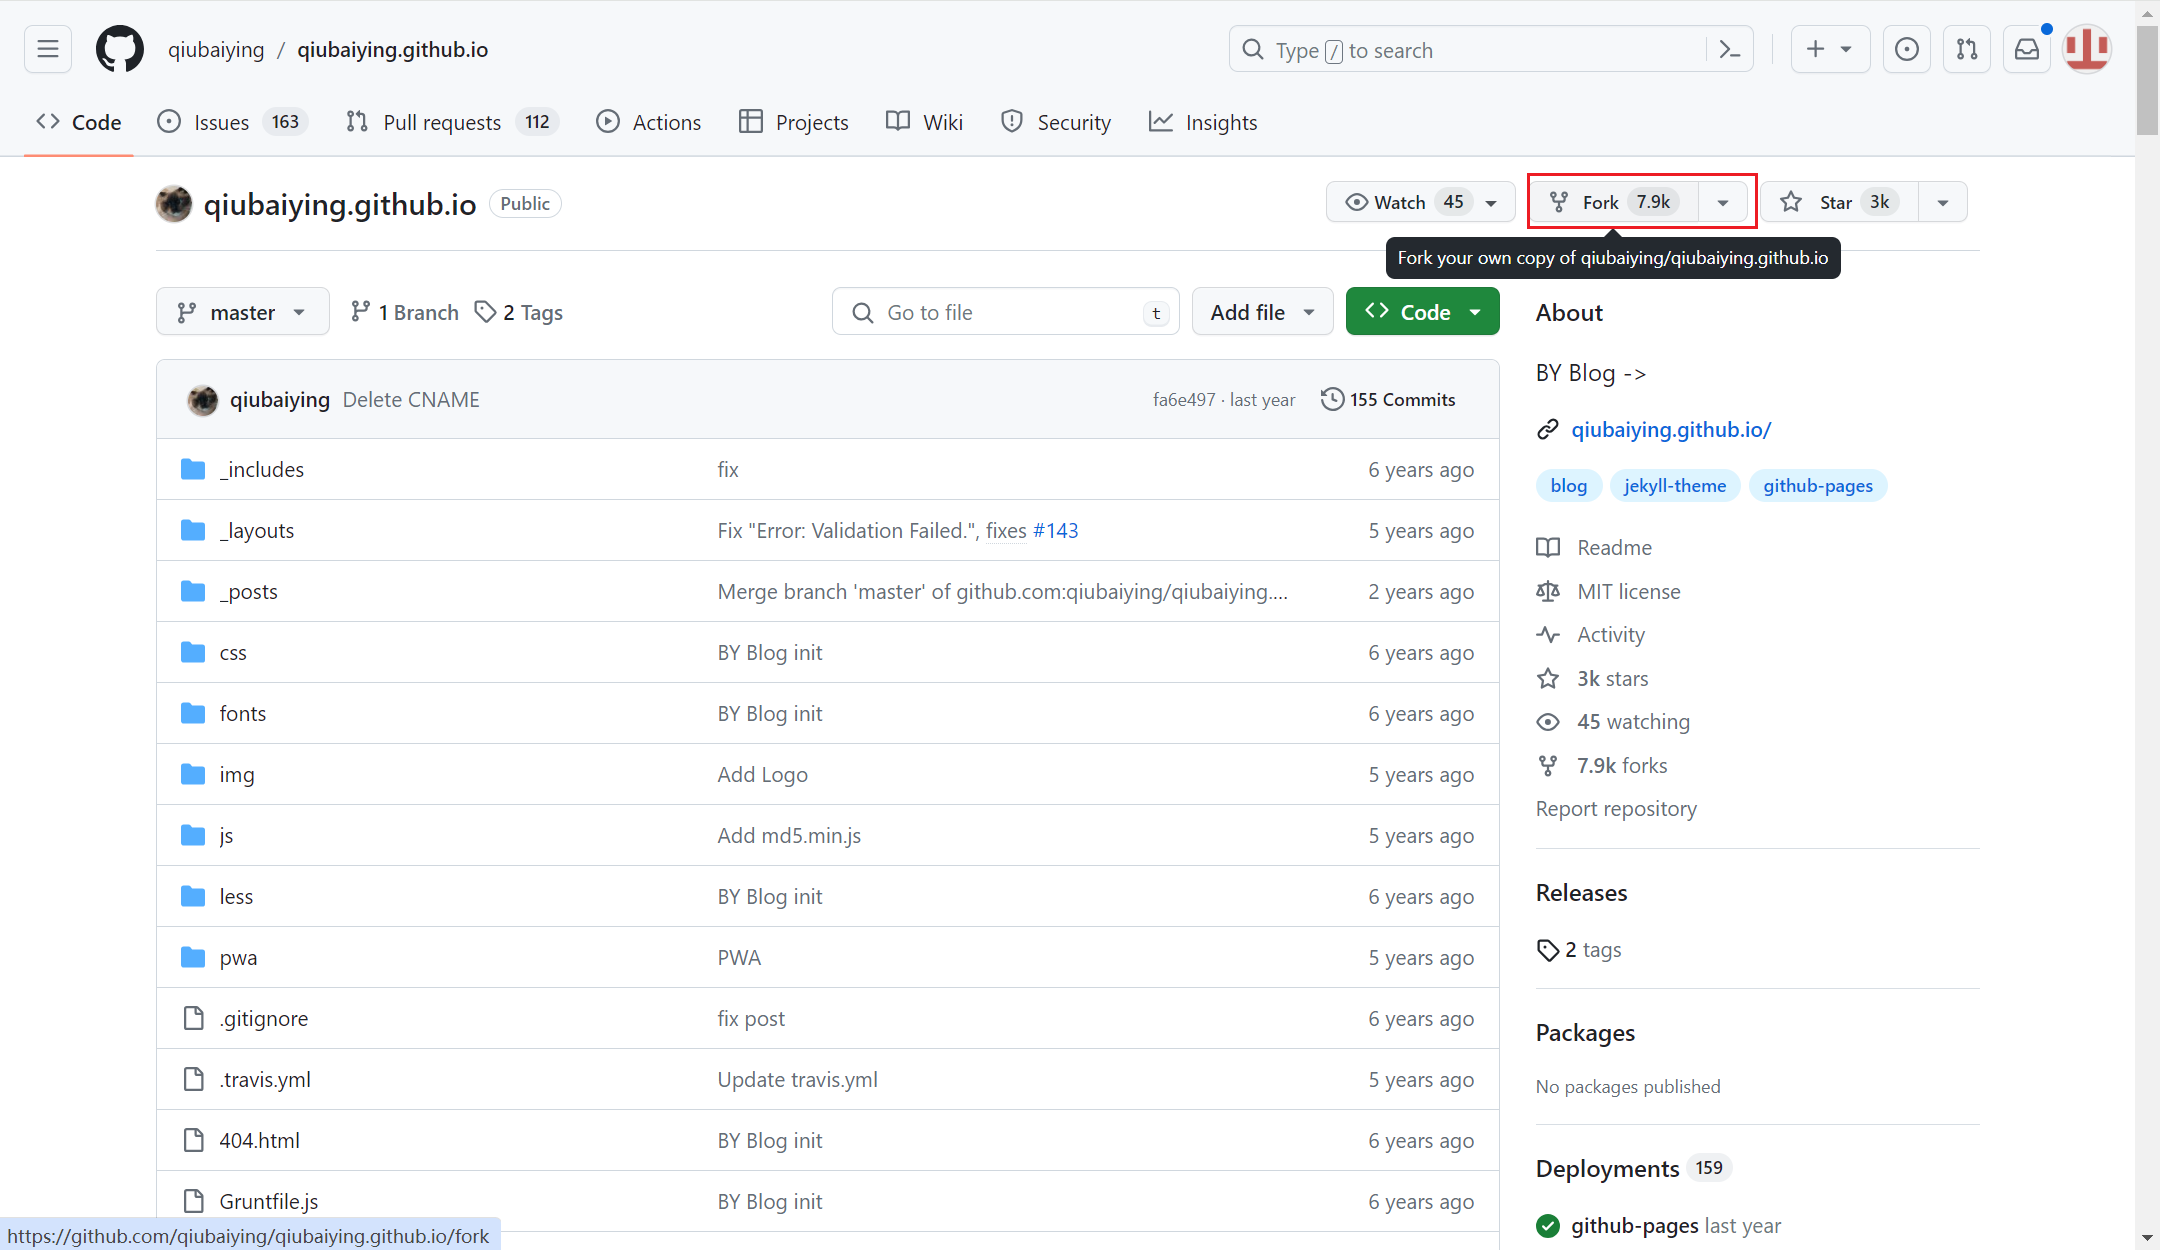 qiubaiying / qiubaiying.github.io
Type / to search
Code Issues 163 Pull requests 112 Actions Projects Wiki Security Insights
qiubaiying.github.io Public
Watch 45 Fork 7.9k Star 3k
Fork your own copy of qiubaiying/qiubaiying.github.io
master 1 Branch 2 Tags Go to file t Add file Code
qiubaiying Delete CNAME fa6e497 · last year 155 Commits
_includes fix 6 years ago
_layouts Fix "Error: Validation Failed.", fixes #143 5 years ago
_posts Merge branch 'master' of github.com:qiubaiying/qiubaiying.... 2 years ago
css BY Blog init 6 years ago
fonts BY Blog init 6 years ago
img Add Logo 5 years ago
js Add md5.min.js 5 years ago
less BY Blog init 6 years ago
pwa PWA 5 years ago
.gitignore fix post 6 years ago
.travis.yml Update travis.yml 5 years ago
404.html BY Blog init 6 years ago
Gruntfile.js BY Blog init 6 years ago
About
BY Blog ->
qiubaiying.github.io/
blog jekyll-theme github-pages
Readme
MIT license
Activity
3k stars
45 watching
7.9k forks
Report repository
Releases
2 tags
Packages
No packages published
Deployments 159
github-pages last year
https://github.com/qiubaiying/qiubaiying.github.io/fork